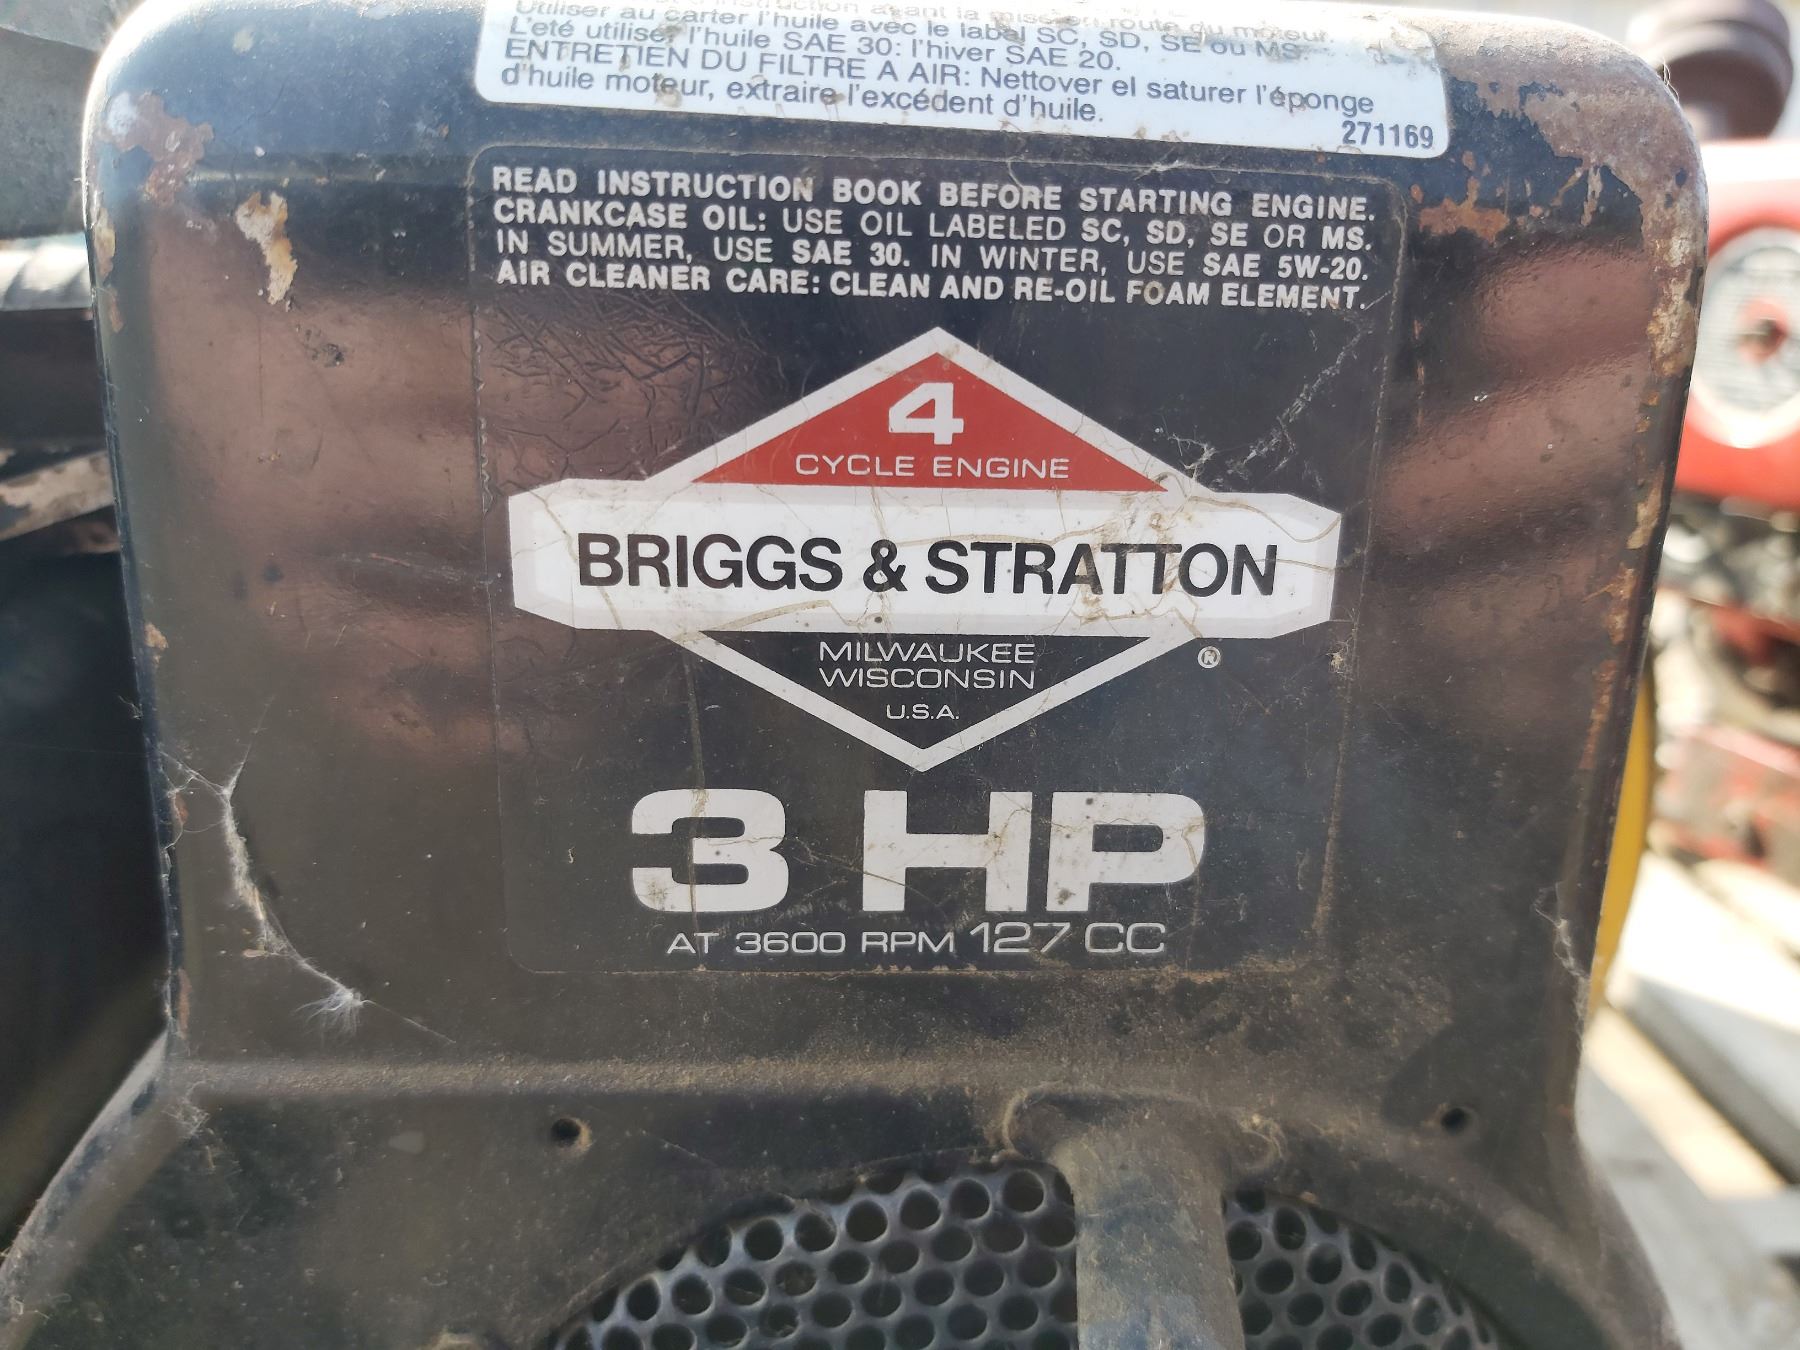 Utiliser au carter l'huile avec le label SC, SD, SE ou MS.
L'eté utiliser l'huile SAE 30: l'hiver SAE 20.
ENTRETIEN DU FILTRE A AIR: Nettover el saturer l'éponge
d'huile moteur, extraire l'excédent d'huile.
271169
READ INSTRUCTION BOOK BEFORE STARTING ENGINE.
CRANKCASE OIL: USE OIL LABELED SC, SD, SE OR MS.
IN SUMMER, USE SAE 30. IN WINTER, USE SAE 5W-20.
AIR CLEANER CARE: CLEAN AND RE-OIL FOAM ELEMENT.
4
CYCLE ENGINE
BRIGGS & STRATTON
MILWAUKEE
WISCONSIN
U.S.A.
®
3 HP
AT 3600 RPM 127 CC